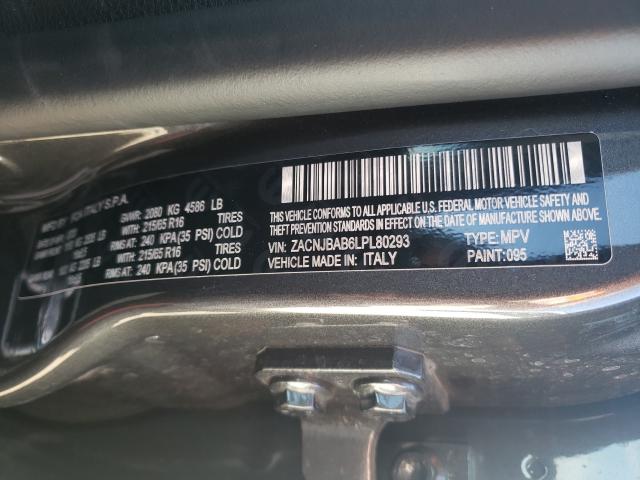 ITALY S.P.A.
GVWR: 2080 KG 4586 LB
TIRES
215/65 R16
RIMS AT: 240 KPA(35 PSI) COLD
TIRES
215/65 R16
RIMS AT: 240 KPA(35 PSI) COLD
THIS VEHICLE CONFORMS TO ALL APPLICABLE U.S. FEDERAL MOTOR VEHICLE SAFETY, BUMPER, AND THEFT
PREVENTION STANDARDS IN EFFECT ON THE DATE OF MANUFACTURE SHOWN ABOVE.
VIN: ZACNJBAB6LPL80293 TYPE: MPV
VEHICLE MADE IN: ITALY PAINT:095